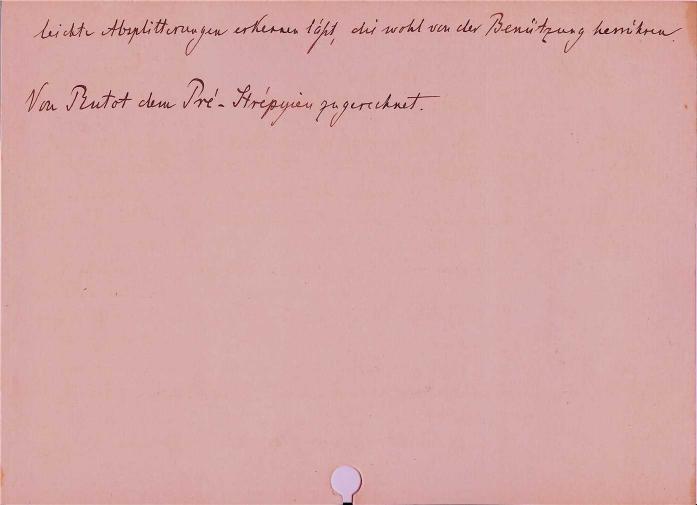 leichte Absplitterungen erkennen läßt, die wohl von der Benützung herrühren.
Von Rutot dem Pré-Strépyien zugerechnet.